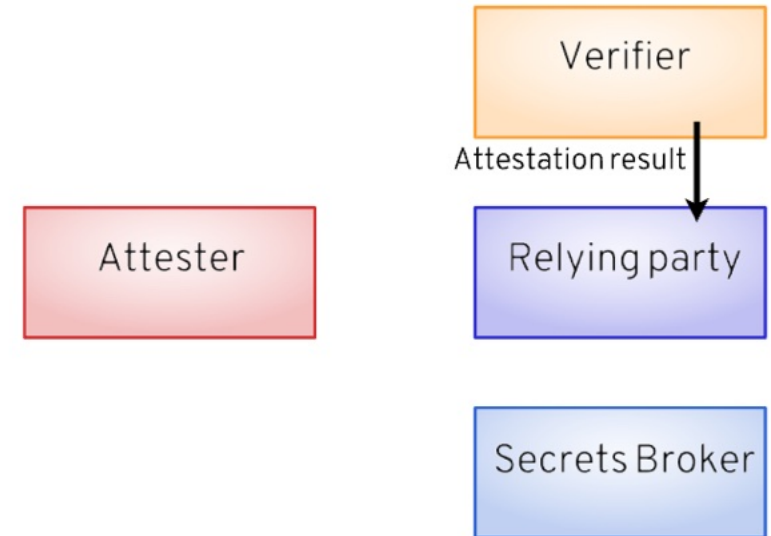 Verifier
Attestation result
Attester
Relying party
Secrets Broker